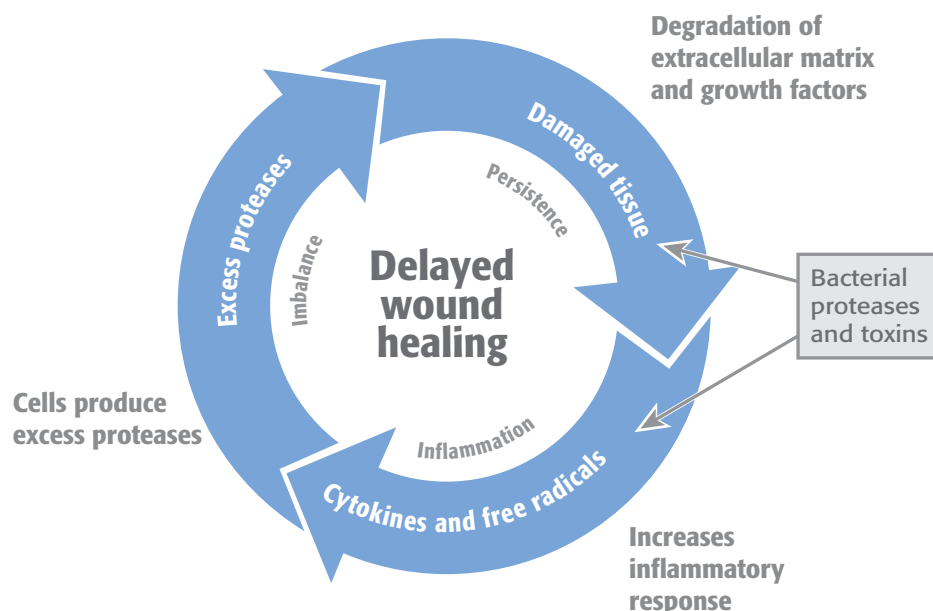 Degradation of
extracellular matrix
and growth factors
Damaged tissue
Persistence
Excess proteases
Imbalance
Delayed
wound
healing
Bacterial
proteases
and toxins
Cells produce
excess proteases
Inflammation
Cytokines and free radicals
Increases
inflammatory
response